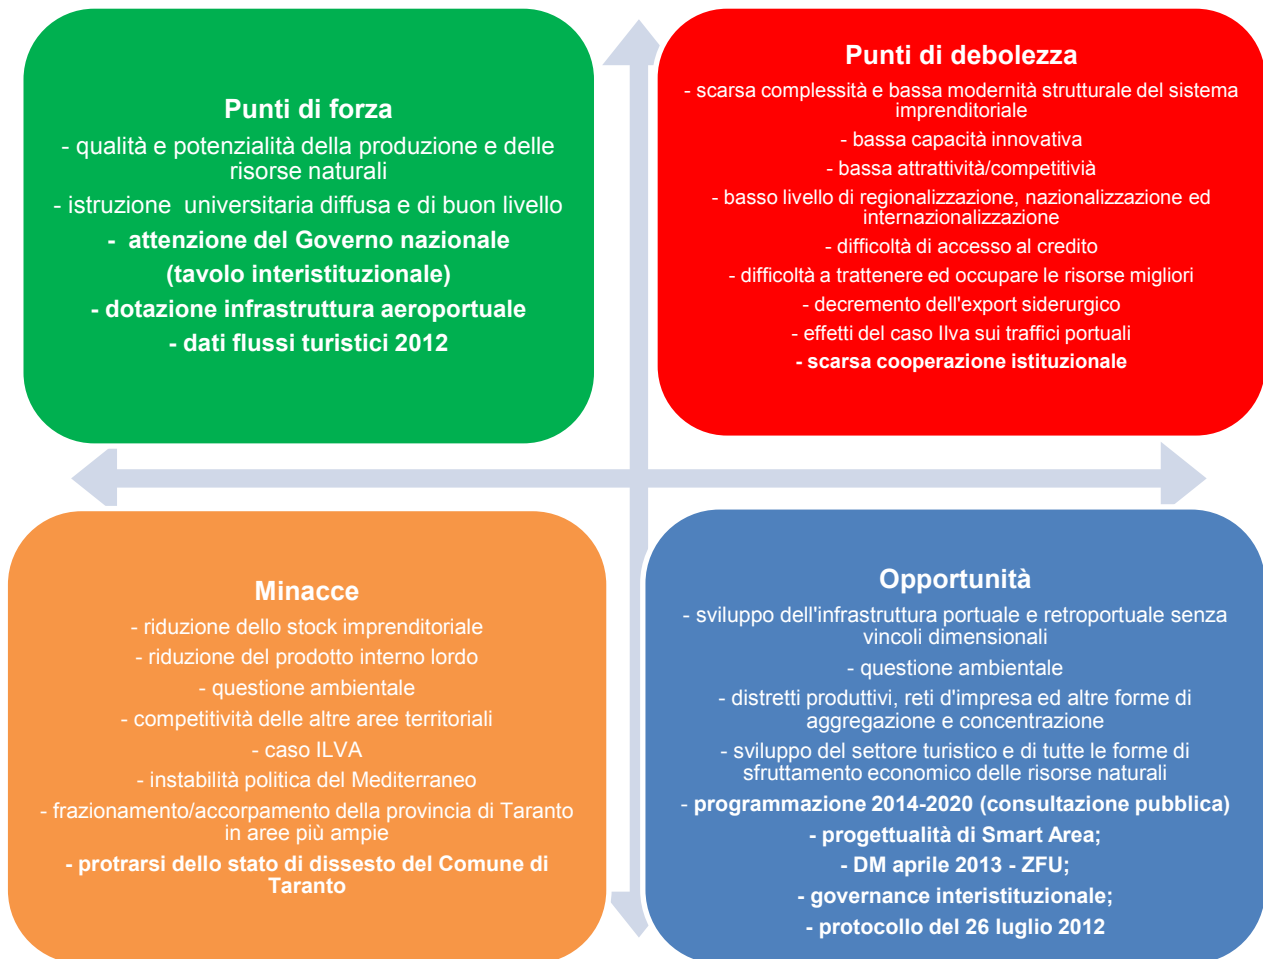 Punti di forza
- qualità e potenzialità della produzione e delle
risorse naturali
- istruzione universitaria diffusa e di buon livello
- attenzione del Governo nazionale
(tavolo interistituzionale)
- dotazione infrastruttura aeroportuale
- dati flussi turistici 2012
Punti di debolezza
- scarsa complessità e bassa modernità strutturale del sistema
imprenditoriale
- bassa capacità innovativa
- bassa attrattività/competitivià
- basso livello di regionalizzazione, nazionalizzazione ed
internazionalizzazione
- difficoltà di accesso al credito
- difficoltà a trattenere ed occupare le risorse migliori
- decremento dell'export siderurgico
- effetti del caso Ilva sui traffici portuali
- scarsa cooperazione istituzionale
Minacce
- riduzione dello stock imprenditoriale
- riduzione del prodotto interno lordo
- questione ambientale
- competitività delle altre aree territoriali
- caso ILVA
- instabilità politica del Mediterraneo
- frazionamento/accorpamento della provincia di Taranto
in aree più ampie
- protrarsi dello stato di dissesto del Comune di
Taranto
Opportunità
- sviluppo dell'infrastruttura portuale e retroportuale senza
vincoli dimensionali
- questione ambientale
- distretti produttivi, reti d'impresa ed altre forme di
aggregazione e concentrazione
- sviluppo del settore turistico e di tutte le forme di
sfruttamento economico delle risorse naturali
- programmazione 2014-2020 (consultazione pubblica)
- progettualità di Smart Area;
- DM aprile 2013 - ZFU;
- governance interistituzionale;
- protocollo del 26 luglio 2012